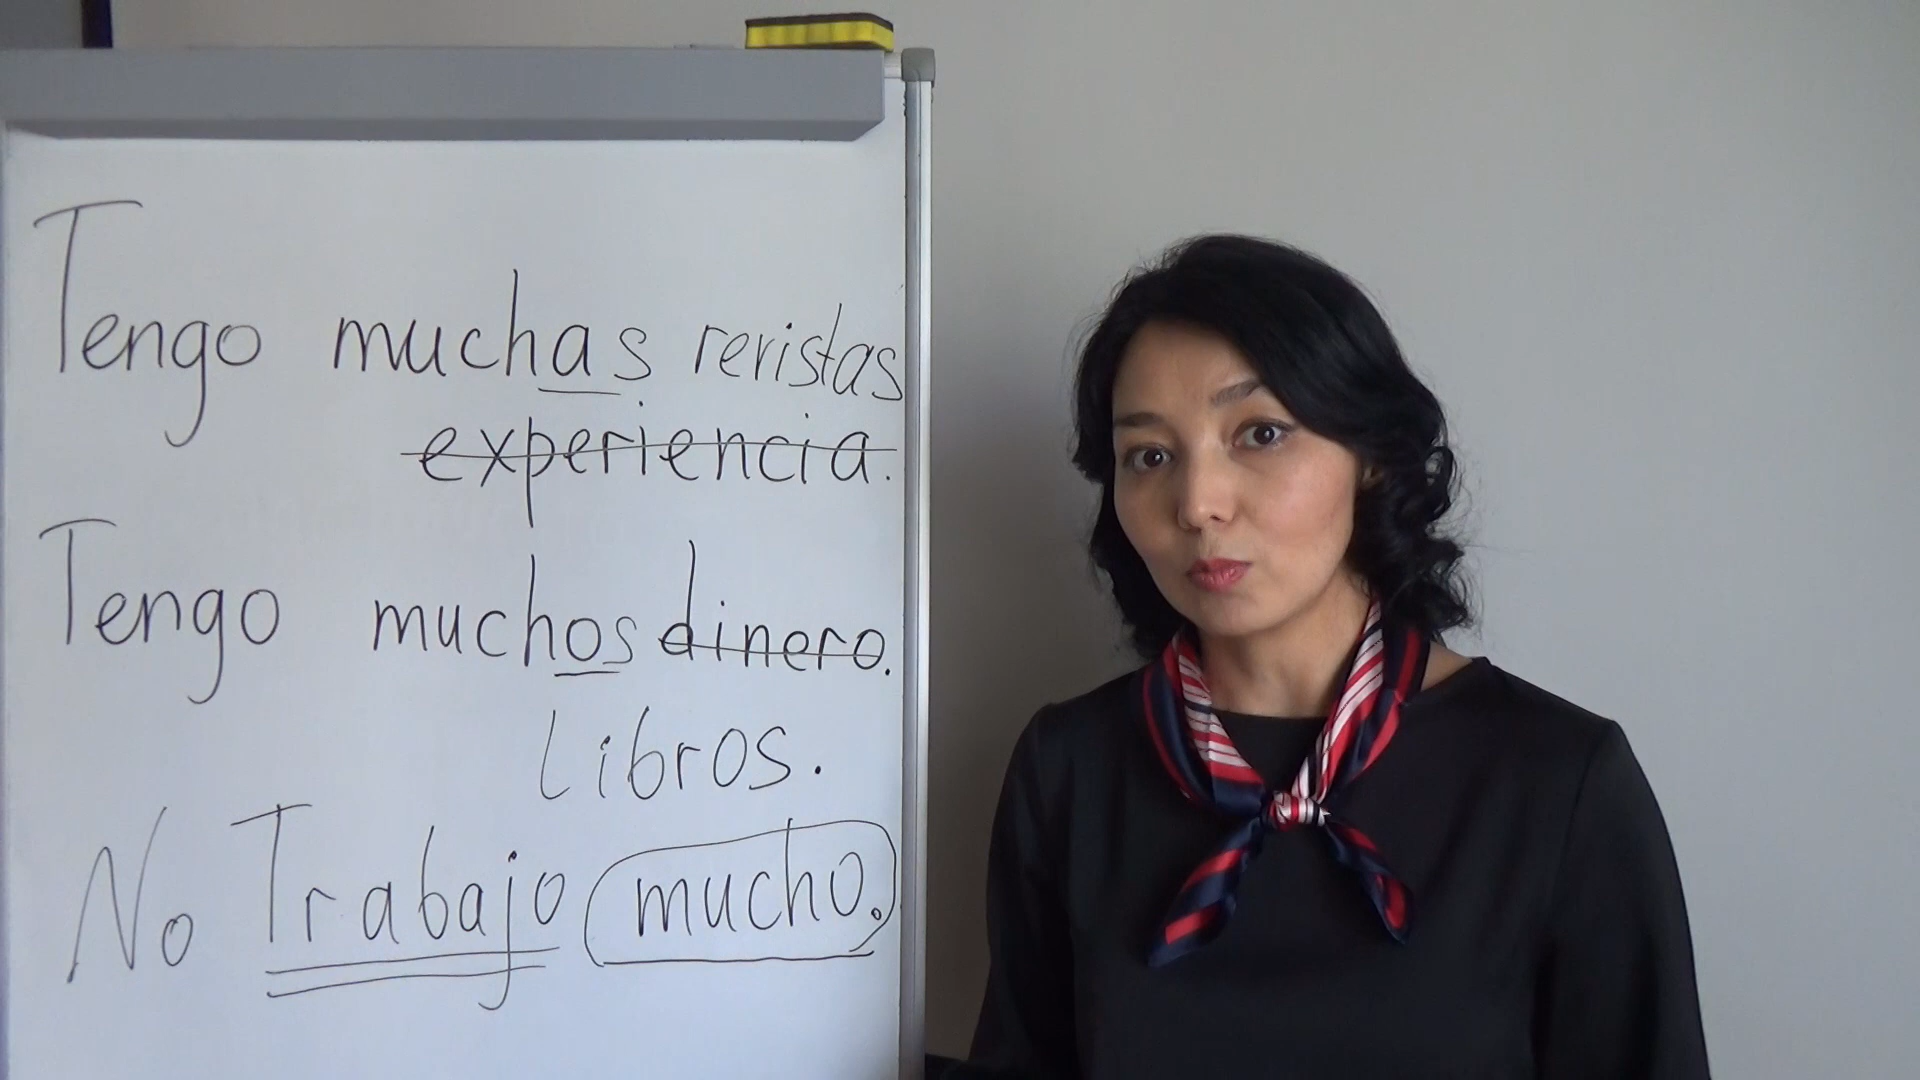 Tengo muchas revistas
experiencia.
Tengo muchos dinero.
Libros.
No Trabajo mucho.